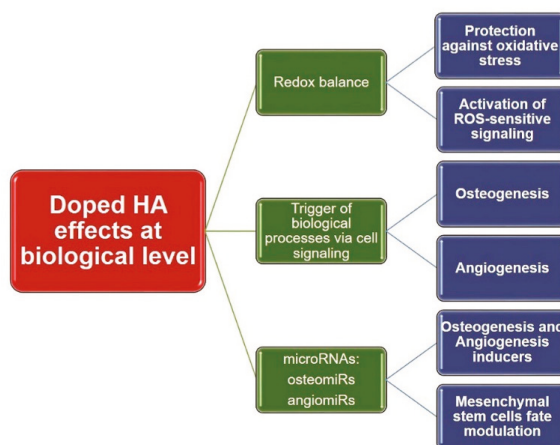 Doped HA
effects at
biological level
Redox balance
Protection
against oxidative
stress
Activation of
ROS-sensitive
signaling
Trigger of
biological
processes via cell
signaling
Osteogenesis
Angiogenesis
microRNAs:
osteomiRs
angiomiRs
Osteogenesis and
Angiogenesis
inducers
Mesenchymal
stem cells fate
modulation